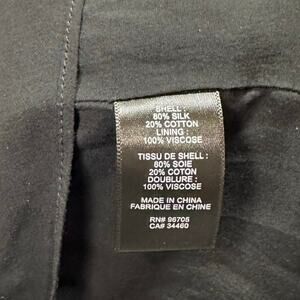 SHELL :
80% SILK
20% COTTON
LINING :
100% VISCOSE
TISSU DE SHELL :
80% SOIE
20% COTON
DOUBLURE :
100% VISCOSE
MADE IN CHINA
FABRIQUE EN CHINE
RN# 96705
CA# 34460